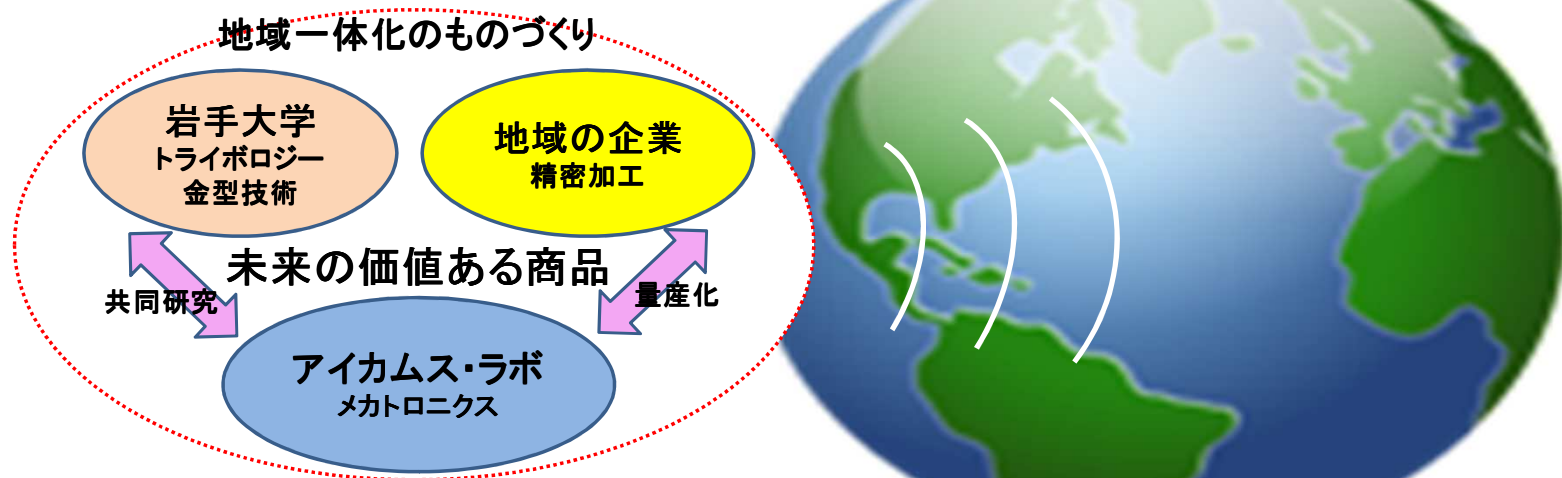 地域一体化のものづくり
岩手大学
トライボロジー
金型技術
地域の企業
精密加工
未来の価値ある商品
共同研究
量産化
アイカムス・ラボ
メカトロニクス